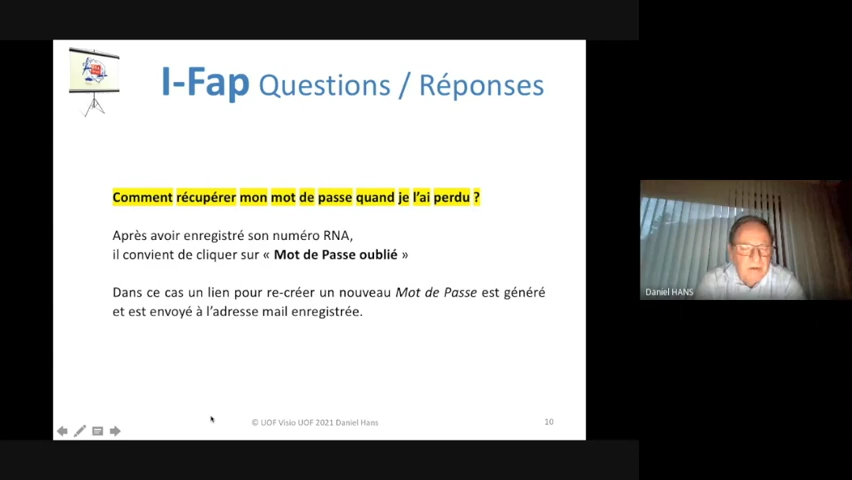 I-Fap Questions / Réponses
Comment récupérer mon mot de passe quand je l'ai perdu ?
Après avoir enregistré son numéro RNA,
il convient de cliquer sur « Mot de Passe oublié »
Dans ce cas un lien pour re-créer un nouveau Mot de Passe est généré
et est envoyé à l'adresse mail enregistrée.
© UOF Visio UOF 2021 Daniel Hans
10
Daniel HANS